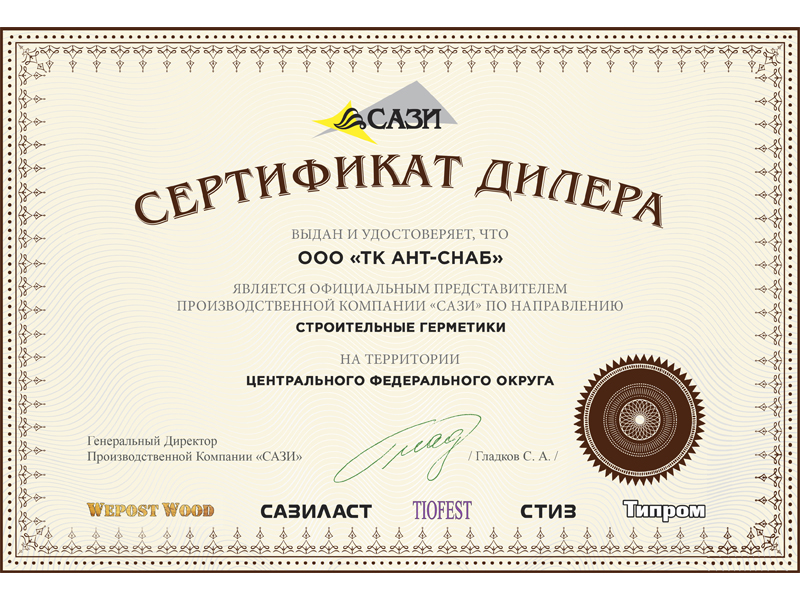 САЗИ
СЕРТИФИКАТ ДИЛЕРА
ВЫДАН И УДОСТОВЕРЯЕТ, ЧТО
ООО «ТК АНТ-СНАБ»
ЯВЛЯЕТСЯ ОФИЦИАЛЬНЫМ ПРЕДСТАВИТЕЛЕМ
ПРОИЗВОДСТВЕННОЙ КОМПАНИИ «САЗИ» ПО НАПРАВЛЕНИЮ
СТРОИТЕЛЬНЫЕ ГЕРМЕТИКИ
НА ТЕРРИТОРИИ
ЦЕНТРАЛЬНОГО ФЕДЕРАЛЬНОГО ОКРУГА
Генеральный Директор
Производственной Компании «САЗИ»
/ Гладков С. А. /
WEPOST WOOD САЗИЛАСТ TIOFEST СТИЗ Типром